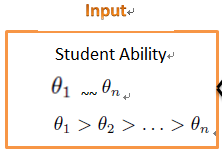 Input
Student Ability
θ₁ ~~ θₙ
θ₁ > θ₂ > … > θₙ